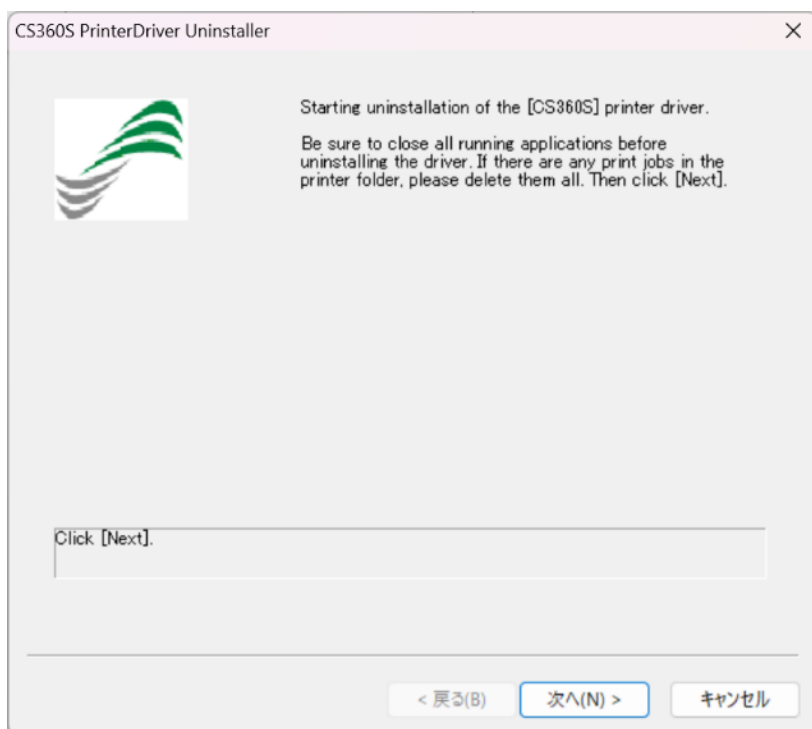 CS360S PrinterDriver Uninstaller
Starting uninstallation of the [CS360S] printer driver.
Be sure to close all running applications before
uninstalling the driver. If there are any print jobs in the
printer folder, please delete them all. Then click [Next].
Click [Next].
< 戻る(B) 次へ(N) > キャンセル